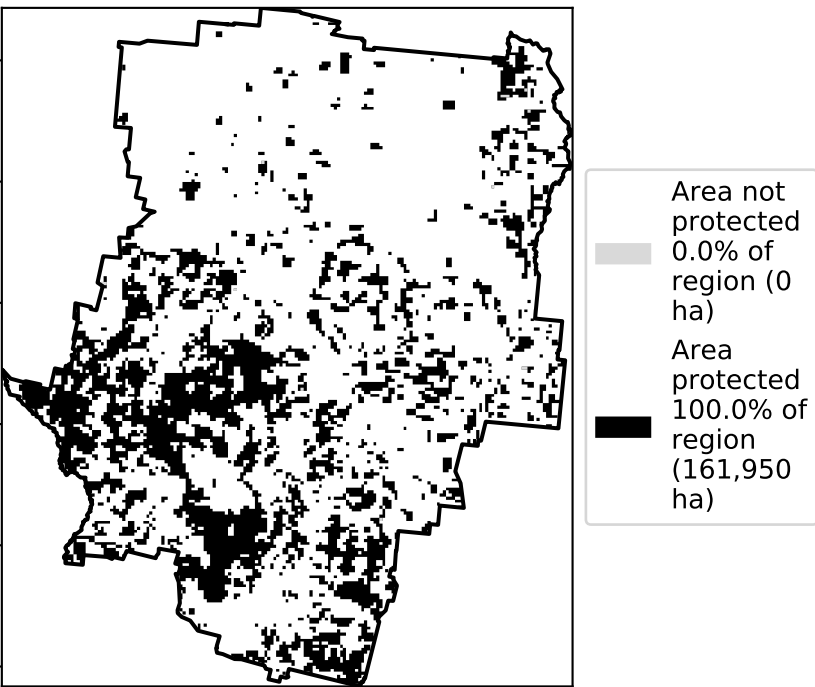 Area not
protected
0.0% of
region (0
ha)
Area
protected
100.0% of
region
(161,950
ha)